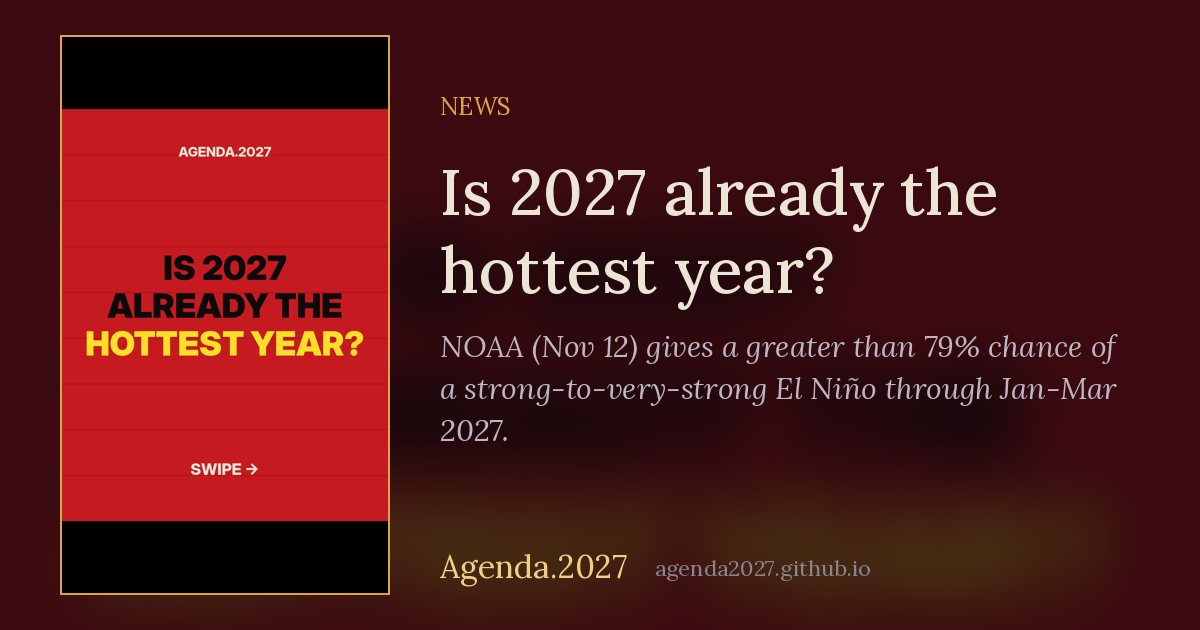 AGENDA.2027
IS 2027
ALREADY THE
HOTTEST YEAR?
SWIPE →
NEWS
Is 2027 already the
hottest year?
NOAA (Nov 12) gives a greater than 79% chance of
a strong-to-very-strong El Niño through Jan-Mar
2027.
Agenda.2027
agenda2027.github.io